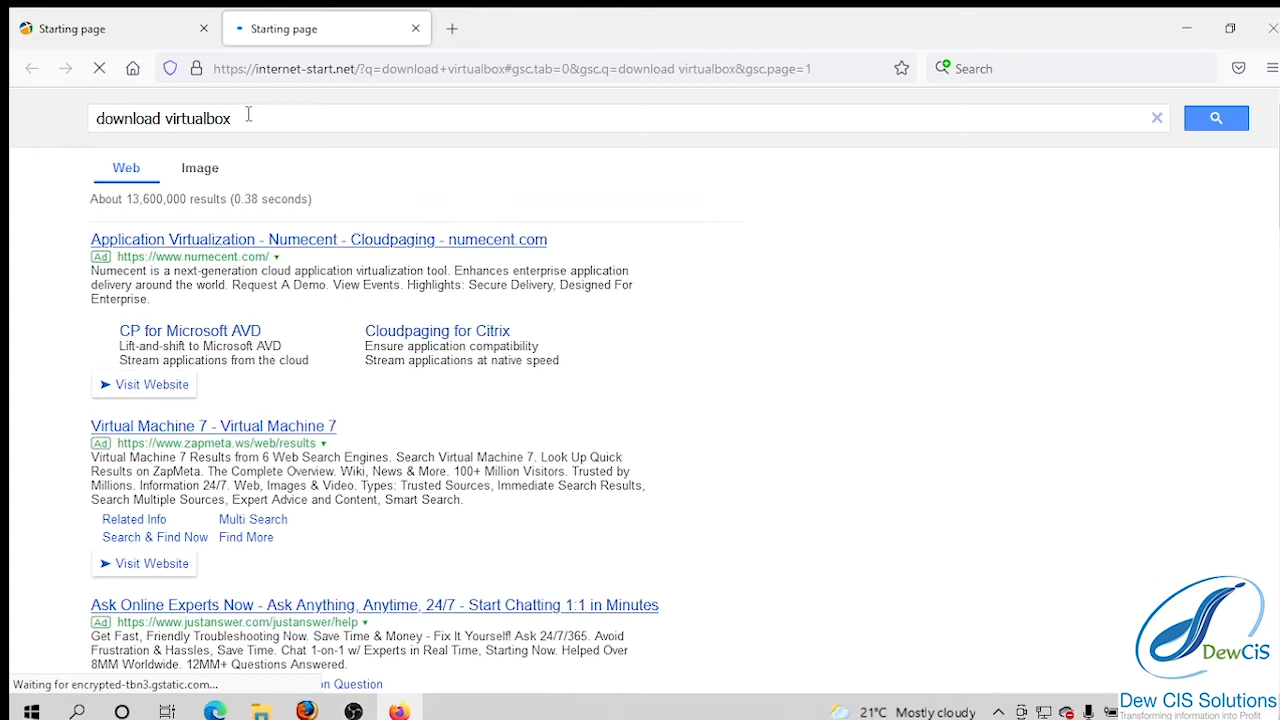 Starting page
Starting page
https://internet-start.net/?q=download+virtualbox#gsc.tab=0&gsc.q=download virtualbox&gsc.page=1
Search
download virtualbox
Web
Image
About 13,600,000 results (0.38 seconds)
Application Virtualization - Numecent - Cloudpaging - numecent.com
Ad https://www.numecent.com/
Numecent is a next-generation cloud application virtualization tool. Enhances enterprise application
delivery around the world. Request A Demo. View Events. Highlights: Secure Delivery, Designed For
Enterprise.
CP for Microsoft AVD
Cloudpaging for Citrix
Lift-and-shift to Microsoft AVD
Ensure application compatibility
Stream applications from the cloud
Stream applications at native speed
Visit Website
Virtual Machine 7 - Virtual Machine 7
Ad https://www.zapmeta.ws/web/results
Virtual Machine 7 Results from 6 Web Search Engines. Search Virtual Machine 7. Look Up Quick
Results on ZapMeta. The Complete Overview. Wiki, News & More. 100+ Million Visitors. Trusted by
Millions. Information 24/7. Web, Images & Video. Types: Trusted Sources, Immediate Search Results,
Search Multiple Sources, Expert Advice and Content, Smart Search.
Related Info
Multi Search
Search & Find Now
Find More
Visit Website
Ask Online Experts Now - Ask Anything, Anytime, 24/7 - Start Chatting 1:1 in Minutes
Ad https://www.justanswer.com/justanswer/help
Get Fast, Friendly Troubleshooting Now. Save Time & Money - Fix It Yourself! Ask 24/7/365. Avoid
Frustration & Hassles, Save Time. Chat 1-on-1 w/ Experts in Real Time, Starting Now. Helped Over
8MM Worldwide. 12MM+ Questions Answered.
Waiting for encrypted-tbn3.gstatic.com...
n Question
DewCiS
Dew CIS Solutions
Transforming information into Profit
21°C Mostly cloudy